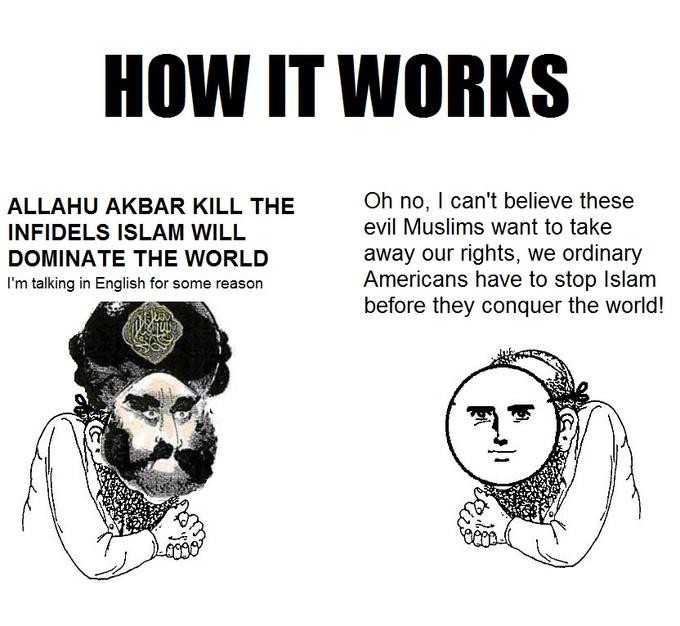 HOW IT WORKS
ALLAHU AKBAR KILL THE
INFIDELS ISLAM WILL
DOMINATE THE WORLD
I'm talking in English for some reason
Oh no, I can't believe these
evil Muslims want to take
away our rights, we ordinary
Americans have to stop Islam
before they conquer the world!